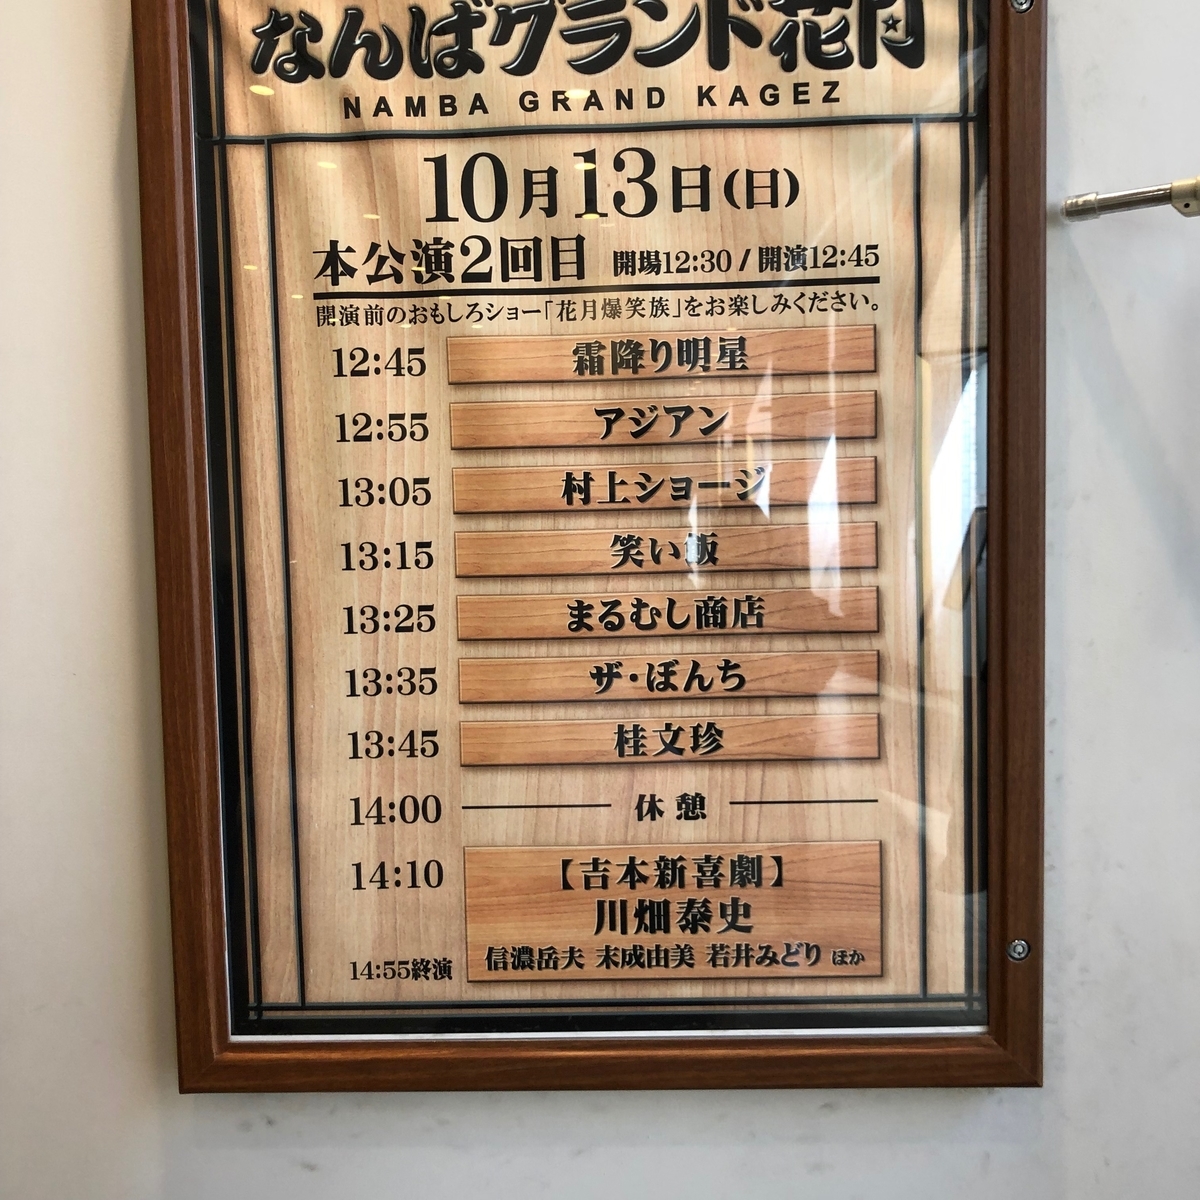 なんばグランド花月
NAMBA GRAND KAGEZ
10月13日(日)
本公演2回目 開場12:30 / 開演12:45
開演前のおもしろショー「花月爆笑族」をお楽しみください。
12:45 霜降り明星
12:55 アジアン
13:05 村上ショージ
13:15 笑い飯
13:25 まるむし商店
13:35 ザ・ぼんち
13:45 桂文珍
14:00 休憩
14:10 【吉本新喜劇】
川畑泰史
信濃岳夫 末成由美 若井みどり ほか
14:55終演